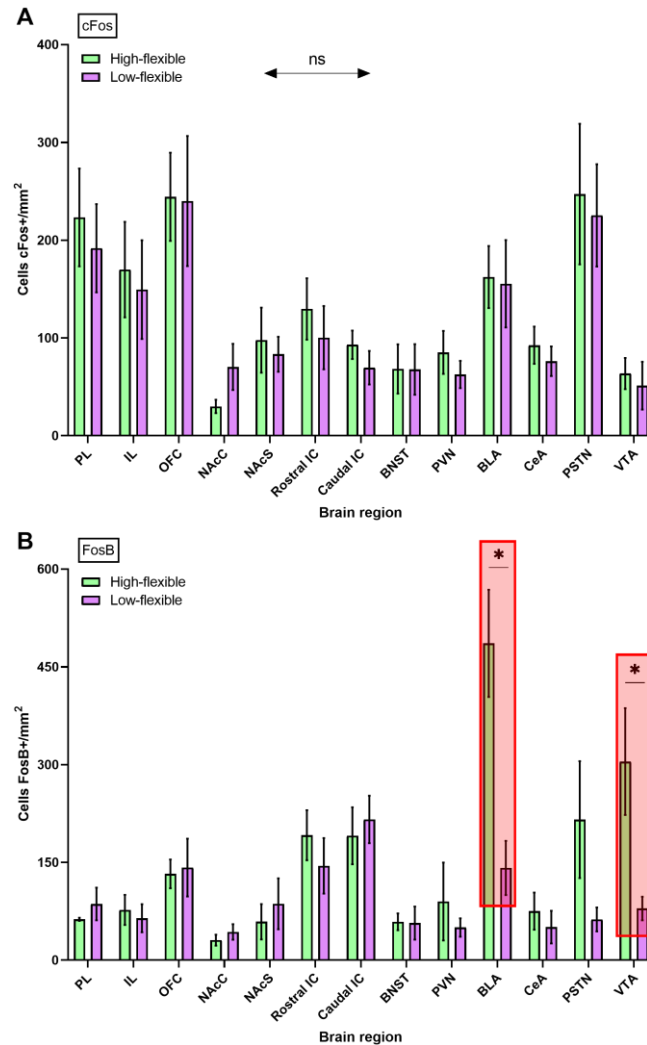 A
cFos
High-flexible
Low-flexible
ns
400
300
200
100
0
Cells cFos+/mm²
PL
IL
OFC
NAcC
NAcS
Rostral IC
Caudal IC
BNST
PVN
BLA
CeA
PSTN
VTA
Brain region
B
FosB
High-flexible
Low-flexible
*
*
600
450
300
150
0
Cells FosB+/mm²
PL
IL
OFC
NAcC
NAcS
Rostral IC
Caudal IC
BNST
PVN
BLA
CeA
PSTN
VTA
Brain region